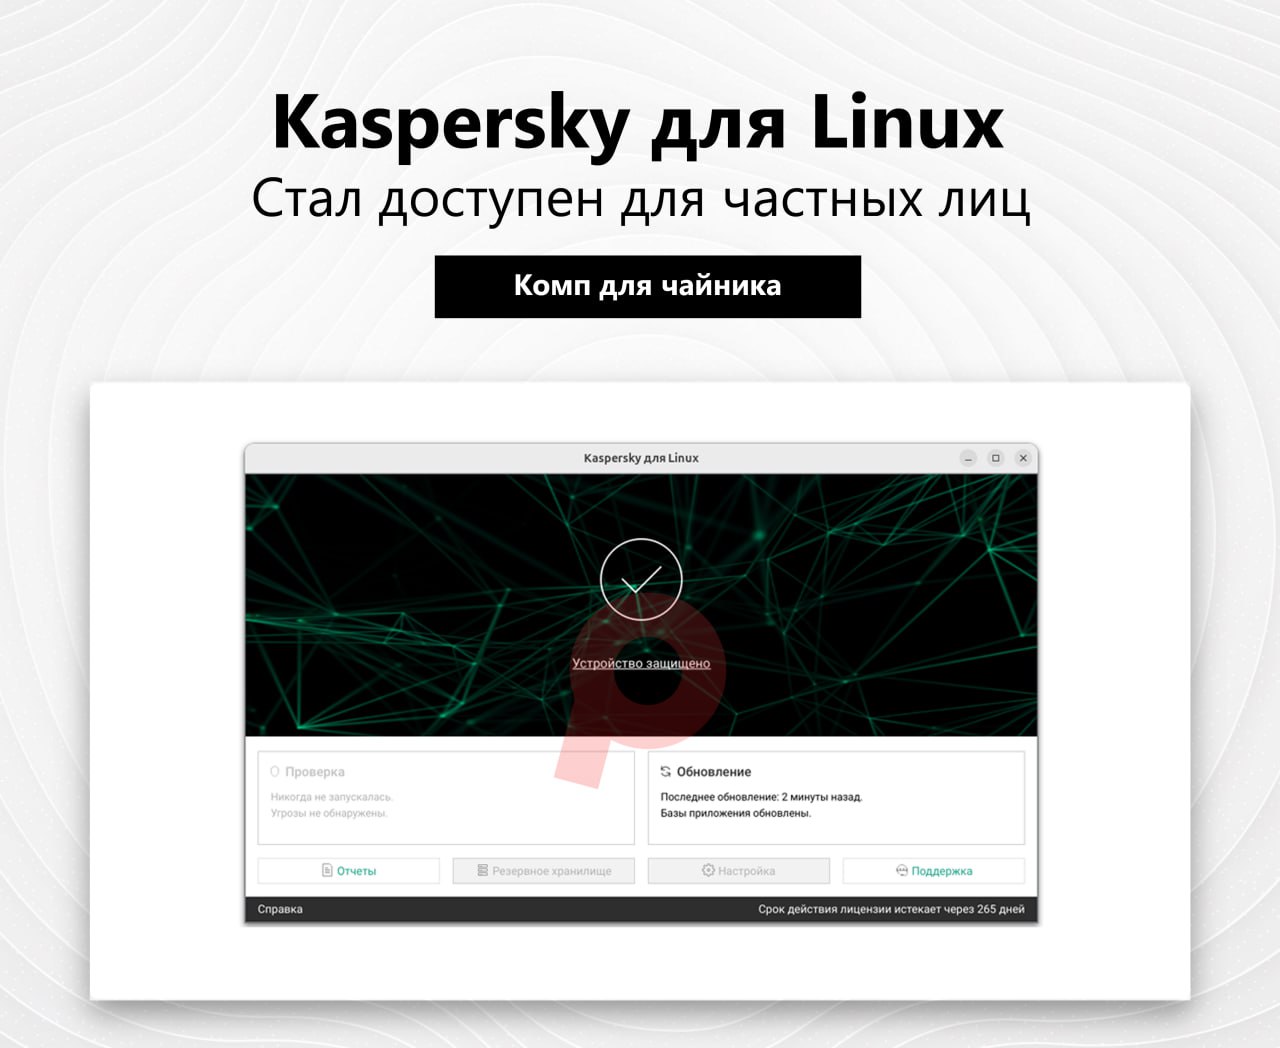 Kaspersky для Linux
Стал доступен для частных лиц
Комп для чайника
Kaspersky для Linux
Устройство защищено
Проверка
Никогда не запускалась.
Угрозы не обнаружены.
Обновление
Последнее обновление: 2 минуты назад.
Базы приложения обновлены.
Отчеты
Резервное хранилище
Настройка
Поддержка
Справка
Срок действия лицензии истекает через 265 дней